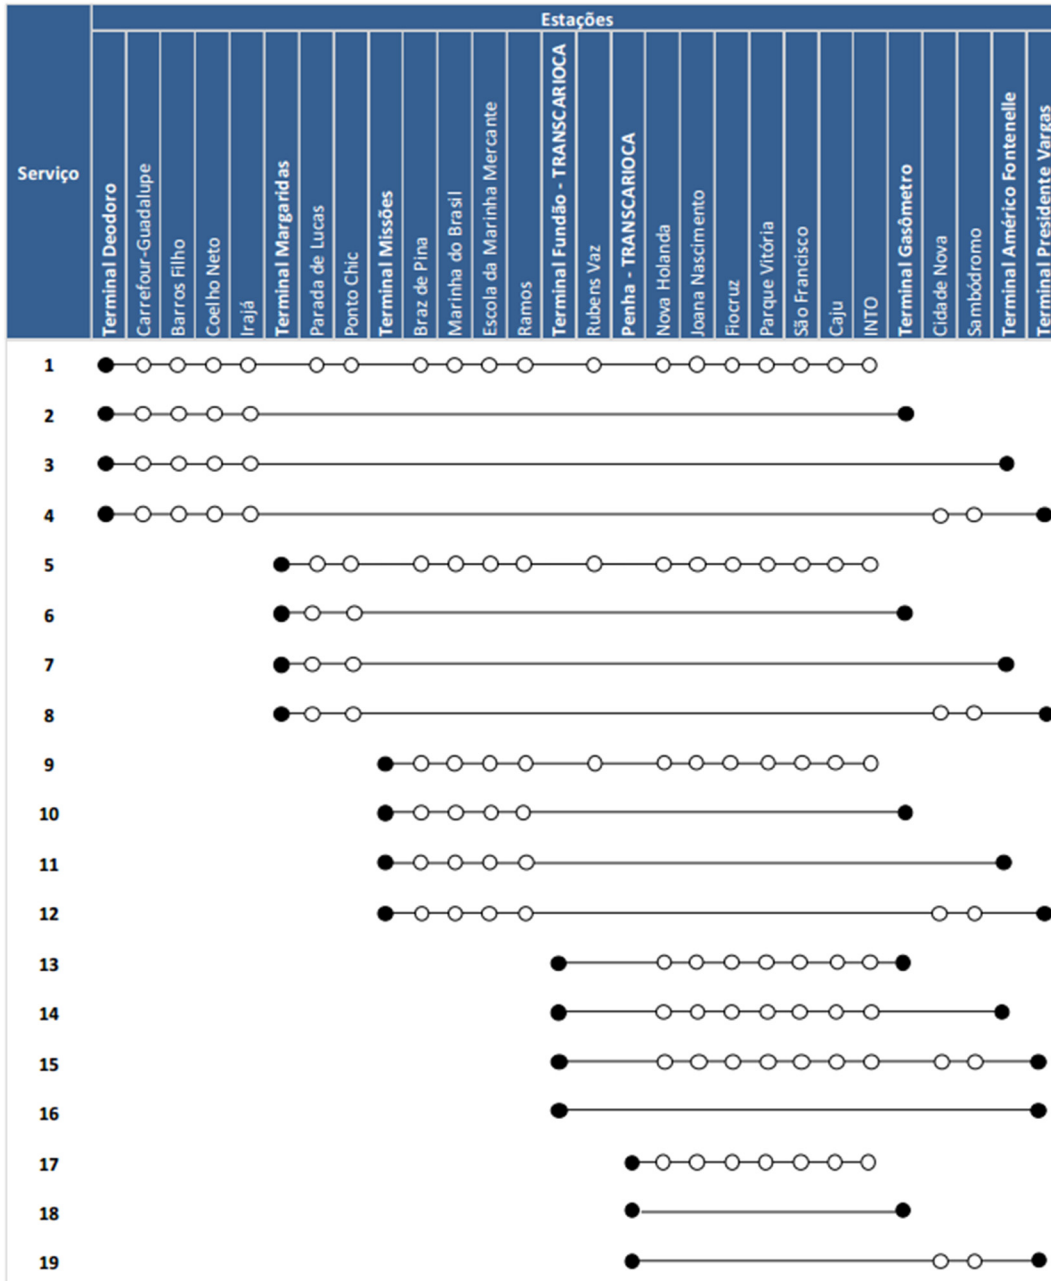 Estações
Serviço
Terminal Deodoro
Carrefour-Guadalupe
Barros Filho
Coelho Neto
Irajá
Terminal Margaridas
Parada de Lucas
Ponto Chic
Terminal Missões
Braz de Pina
Marinha do Brasil
Escola da Marinha Mercante
Ramos
Terminal Fundão - TRANSCARIOCA
Rubens Vaz
Penha - TRANSCARIOCA
Nova Holanda
Joana Nascimento
Fiocruz
Parque Vitória
São Francisco
Caju
INTO
Terminal Gasômetro
Cidade Nova
Sambódromo
Terminal Américo Fontenelle
Terminal Presidente Vargas
1
2
3
4
5
6
7
8
9
10
11
12
13
14
15
16
17
18
19